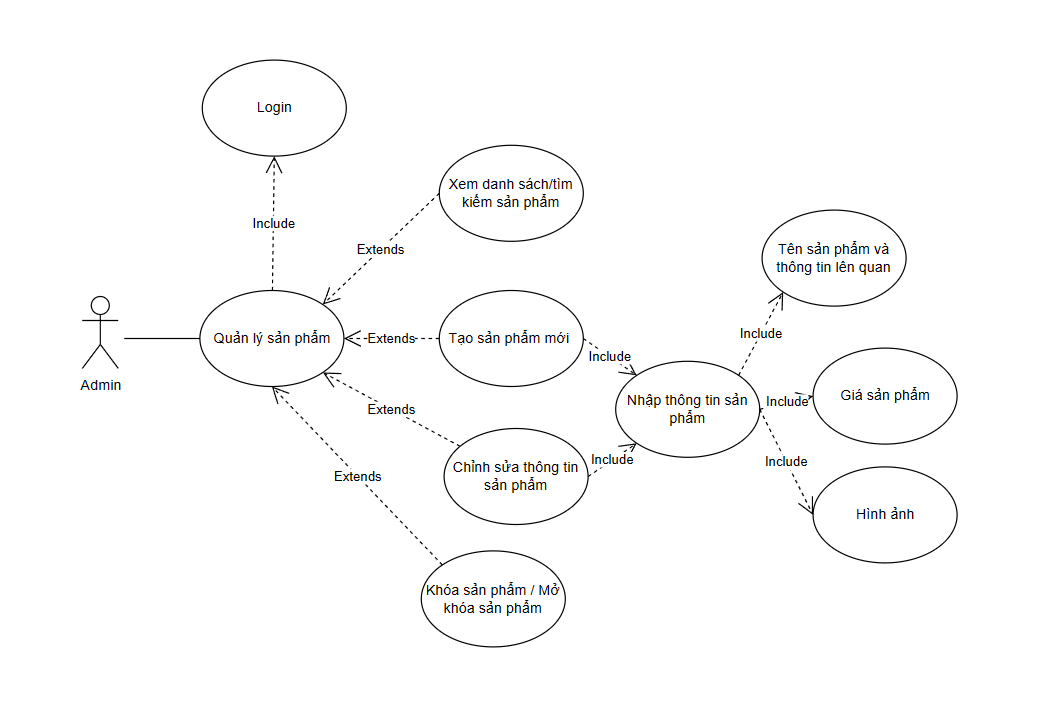 Login
Include
Xem danh sách/tìm
kiếm sản phẩm
Extends
Tên sản phẩm và
thông tin lên quan
Admin
Quản lý sản phẩm
Extends
Tạo sản phẩm mới
Include
Include
Nhập thông tin sản
phẩm
Include
Giá sản phẩm
Extends
Chỉnh sửa thông tin
sản phẩm
Include
Include
Hình ảnh
Extends
Khóa sản phẩm / Mở
khóa sản phẩm